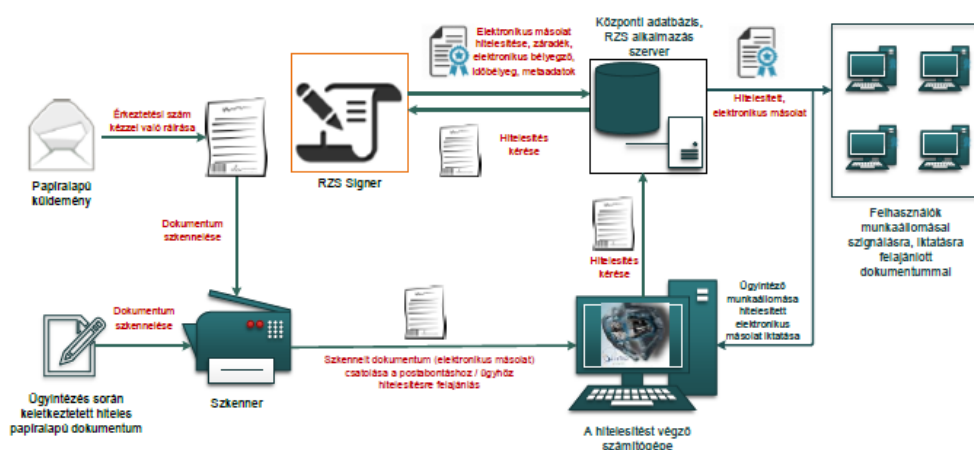 Elektronikus másolat
hitelesítése, záradék,
elektronikus bélyegző,
időbélyeg, metaadatok
Központi adatbázis,
RZS alkalmazás
szerver
Hitelesített,
elektronikus másolat
Érkeztetési szám
kézzel való ráírása
Hitelesítés
kérése
RZS Signer
Papíralapú
küldemény
Felhasználók
munkaállomásai
szignálásra, iktatásra
felajánlott
dokumentummal
Dokumentum
szkennelése
Hitelesítés
kérése
Dokumentum
szkennelése
Ügyintéző
munkaállomása
hitelesített
elektronikus
másolat iktatása
Szkennelt dokumentum (elektronikus másolat)
csatolása a postabontáshoz / ügyhöz
hitelesítésre felajánlás
Szkenner
Ügyintézés során
keletkeztetett hiteles
papíralapú dokumentum
A hitelesítést végző
számítógépe